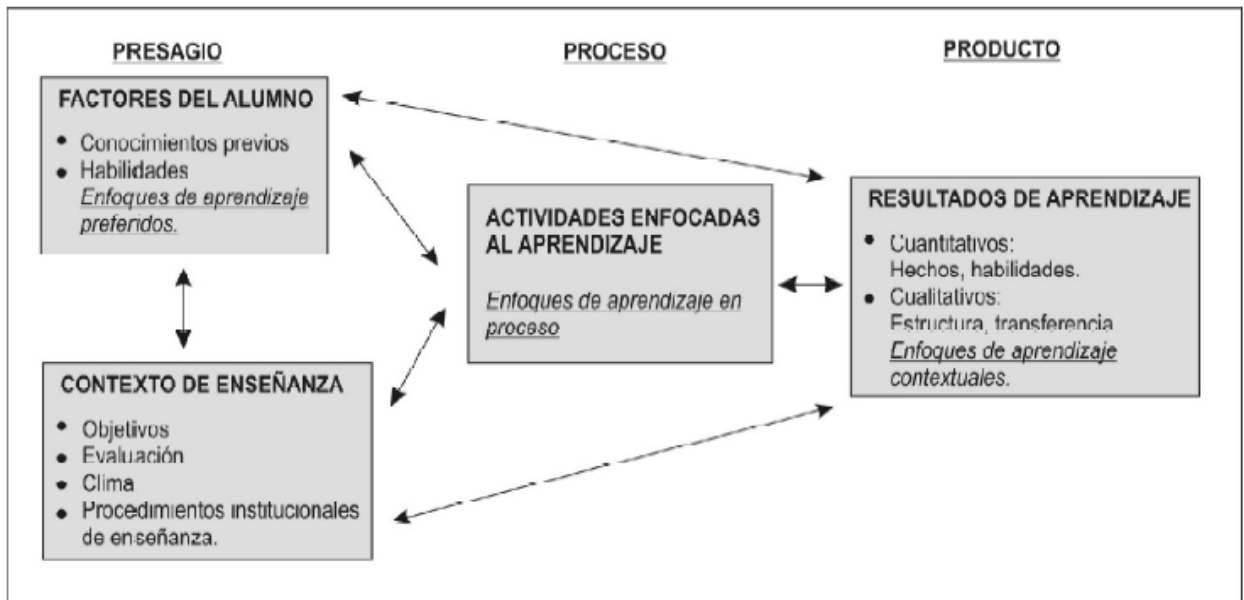 PRESAGIO
PROCESO
PRODUCTO
FACTORES DEL ALUMNO
• Conocimientos previos
• Habilidades
Enfoques de aprendizaje
preferidos.
CONTEXTO DE ENSEÑANZA
• Objetivos
• Evaluación
• Clima
• Procedimientos institucionales
de enseñanza.
ACTIVIDADES ENFOCADAS
AL APRENDIZAJE
Enfoques de aprendizaje en
proceso
RESULTADOS DE APRENDIZAJE
• Cuantitativos:
Hechos, habilidades.
• Cualitativos:
Estructura, transferencia
Enfoques de aprendizaje
contextuales.